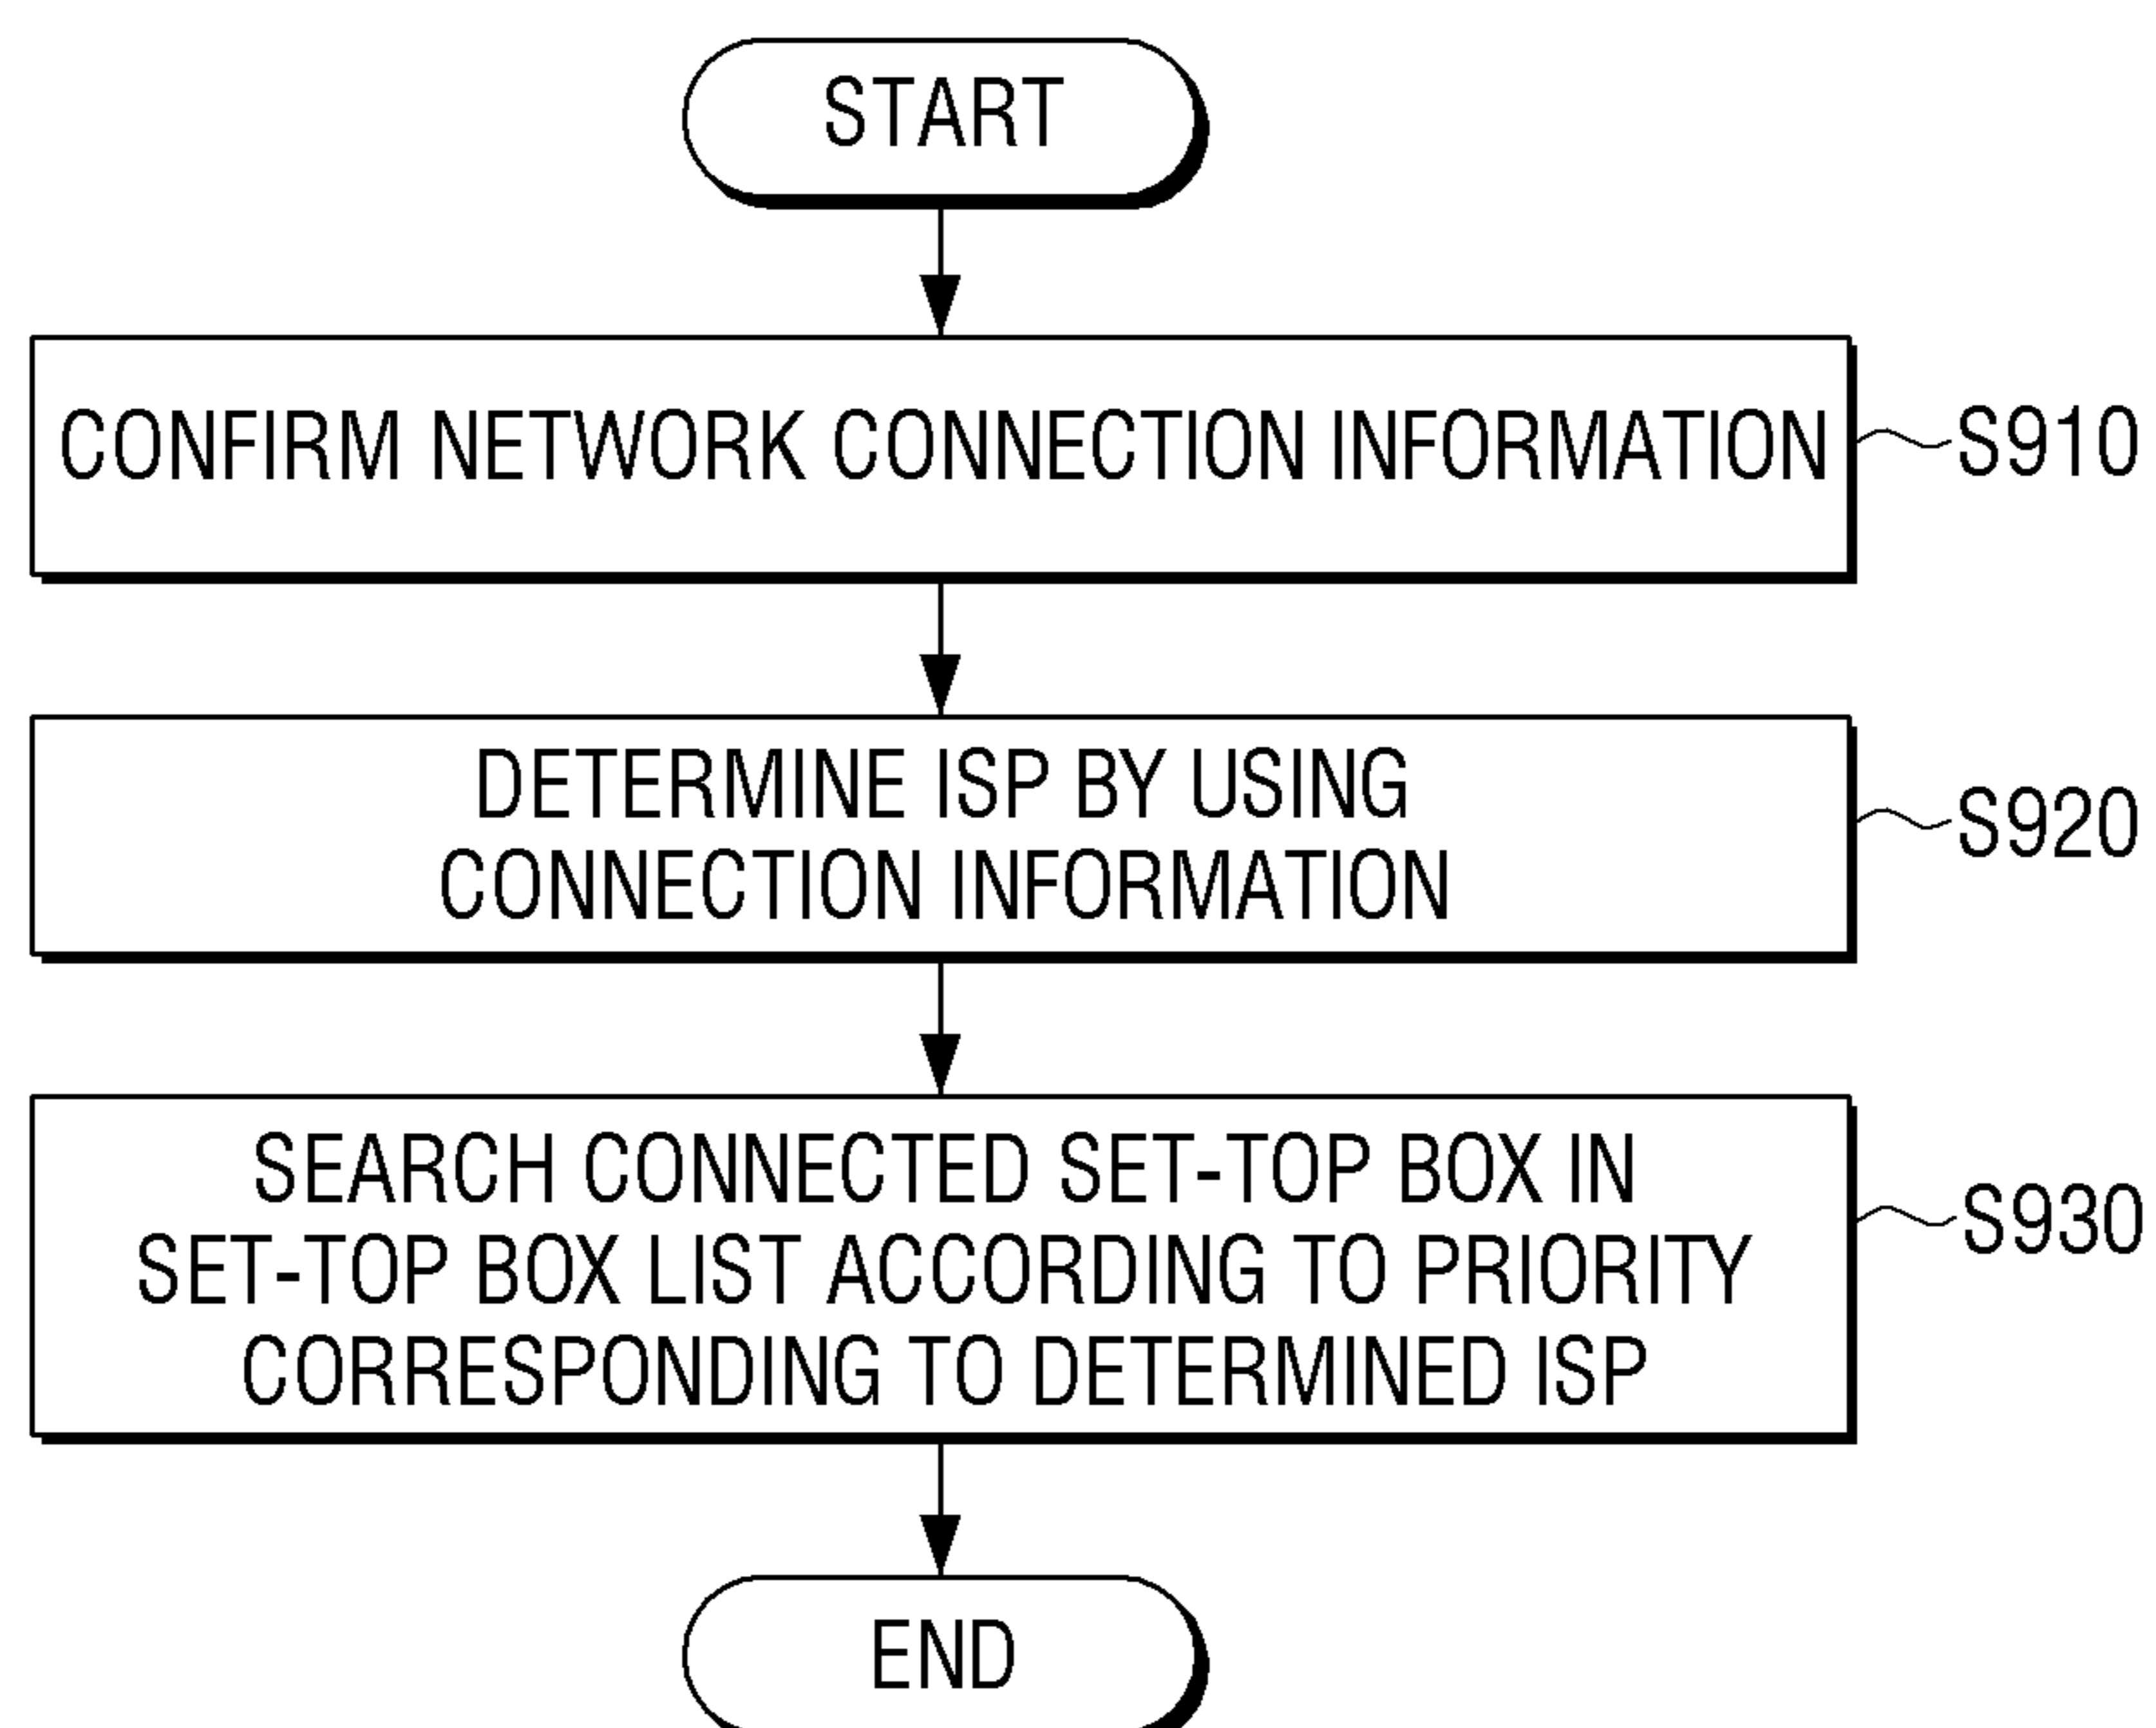 START
CONFIRM NETWORK CONNECTION INFORMATION
S910
DETERMINE ISP BY USING
CONNECTION INFORMATION
S920
SEARCH CONNECTED SET-TOP BOX IN
SET-TOP BOX LIST ACCORDING TO PRIORITY
CORRESPONDING TO DETERMINED ISP
S930
END